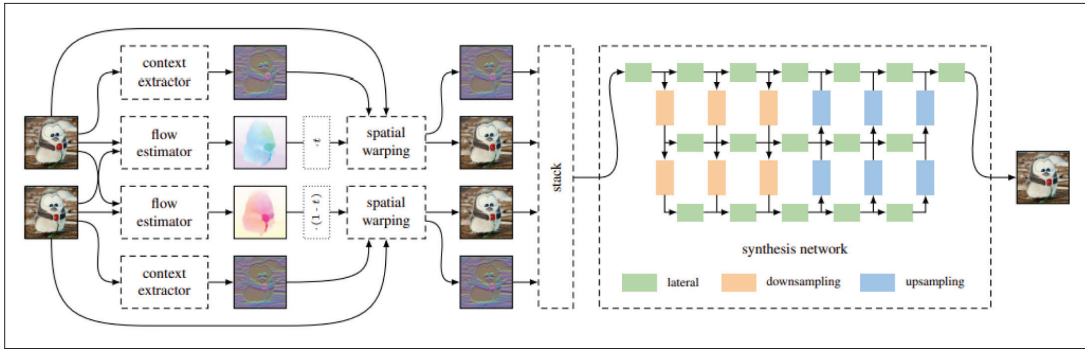 context
extractor
flow
estimator
· t
spatial
warping
flow
estimator
· (1 - t)
spatial
warping
context
extractor
stack
synthesis network
lateral
downsampling
upsampling